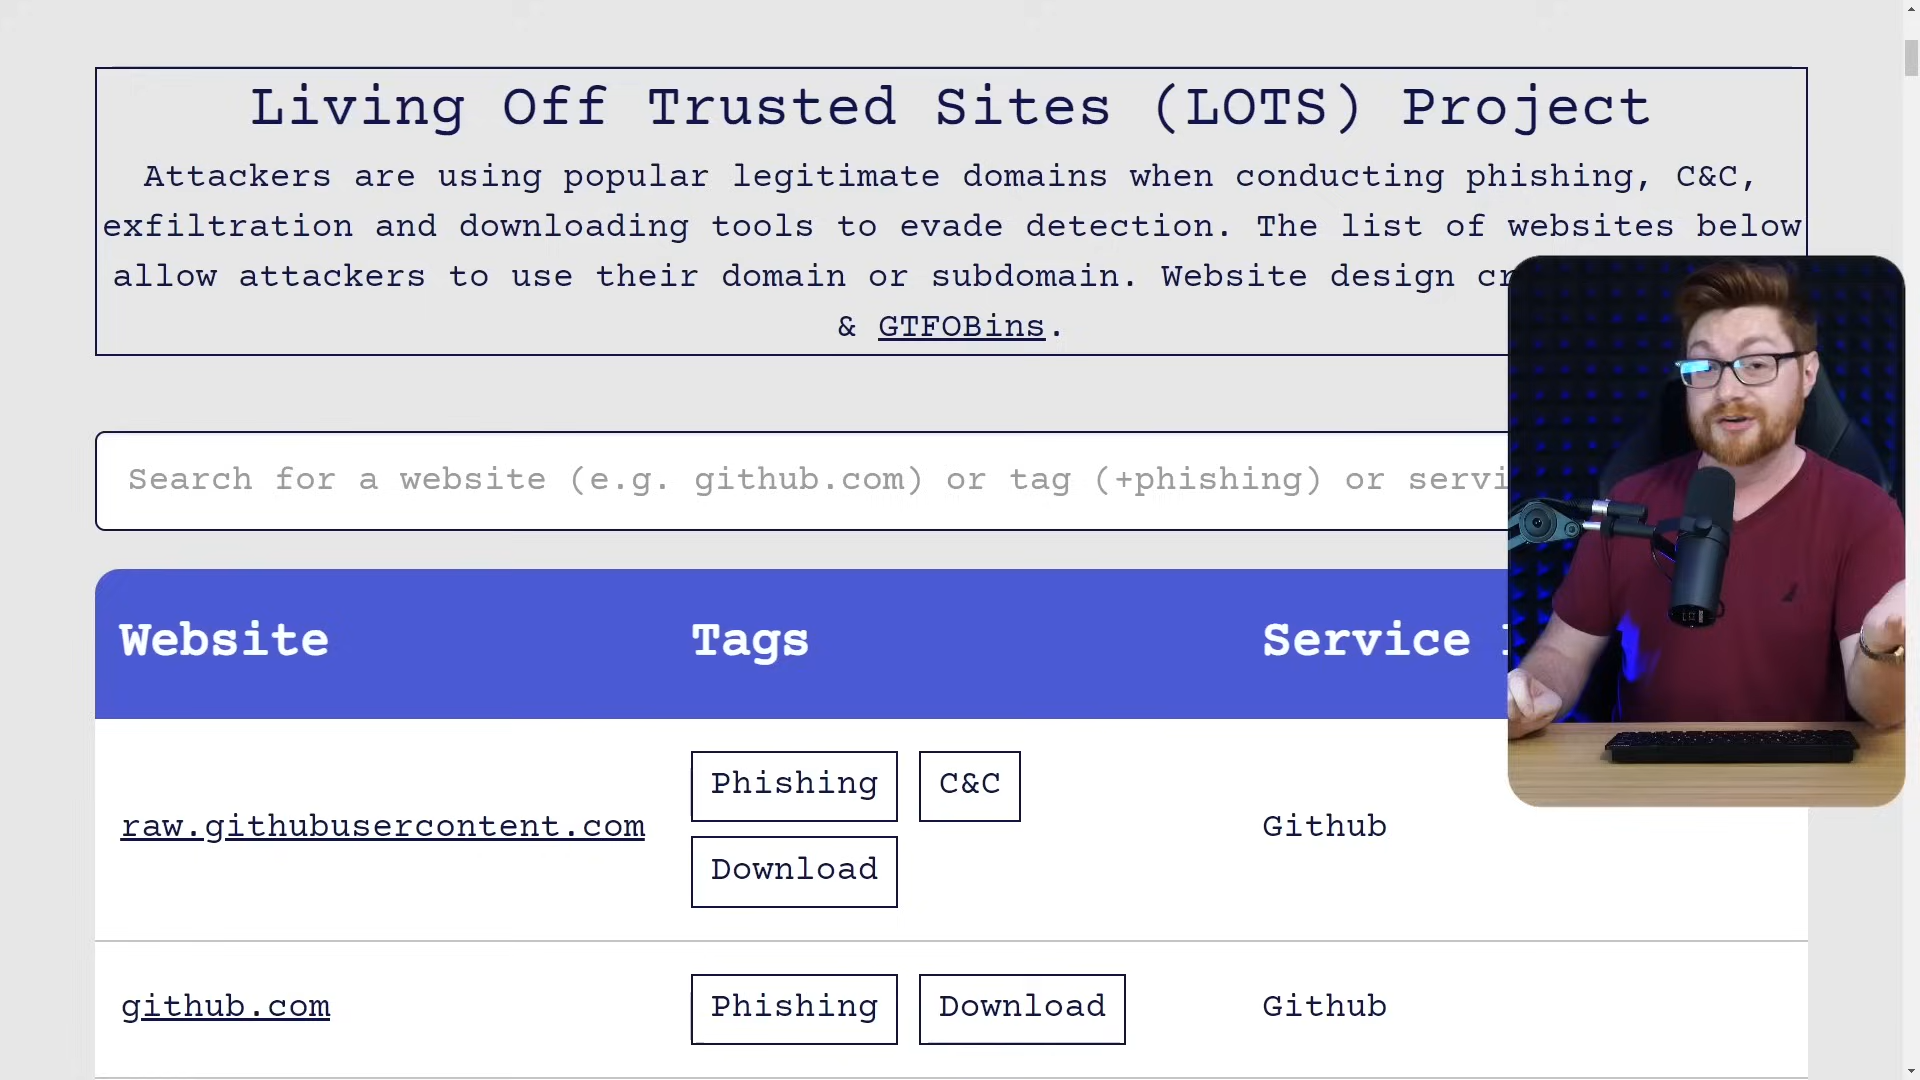 Living Off Trusted Sites (LOTS) Project
Attackers are using popular legitimate domains when conducting phishing, C&C,
exfiltration and downloading tools to evade detection. The list of websites below
allow attackers to use their domain or subdomain. Website design
& GTFOBins.
Search for a website (e.g. github.com) or tag (+phishing) or
Website Tags Service
Phishing C&C
raw.githubusercontent.com Github
Download
github.com Phishing Download Github